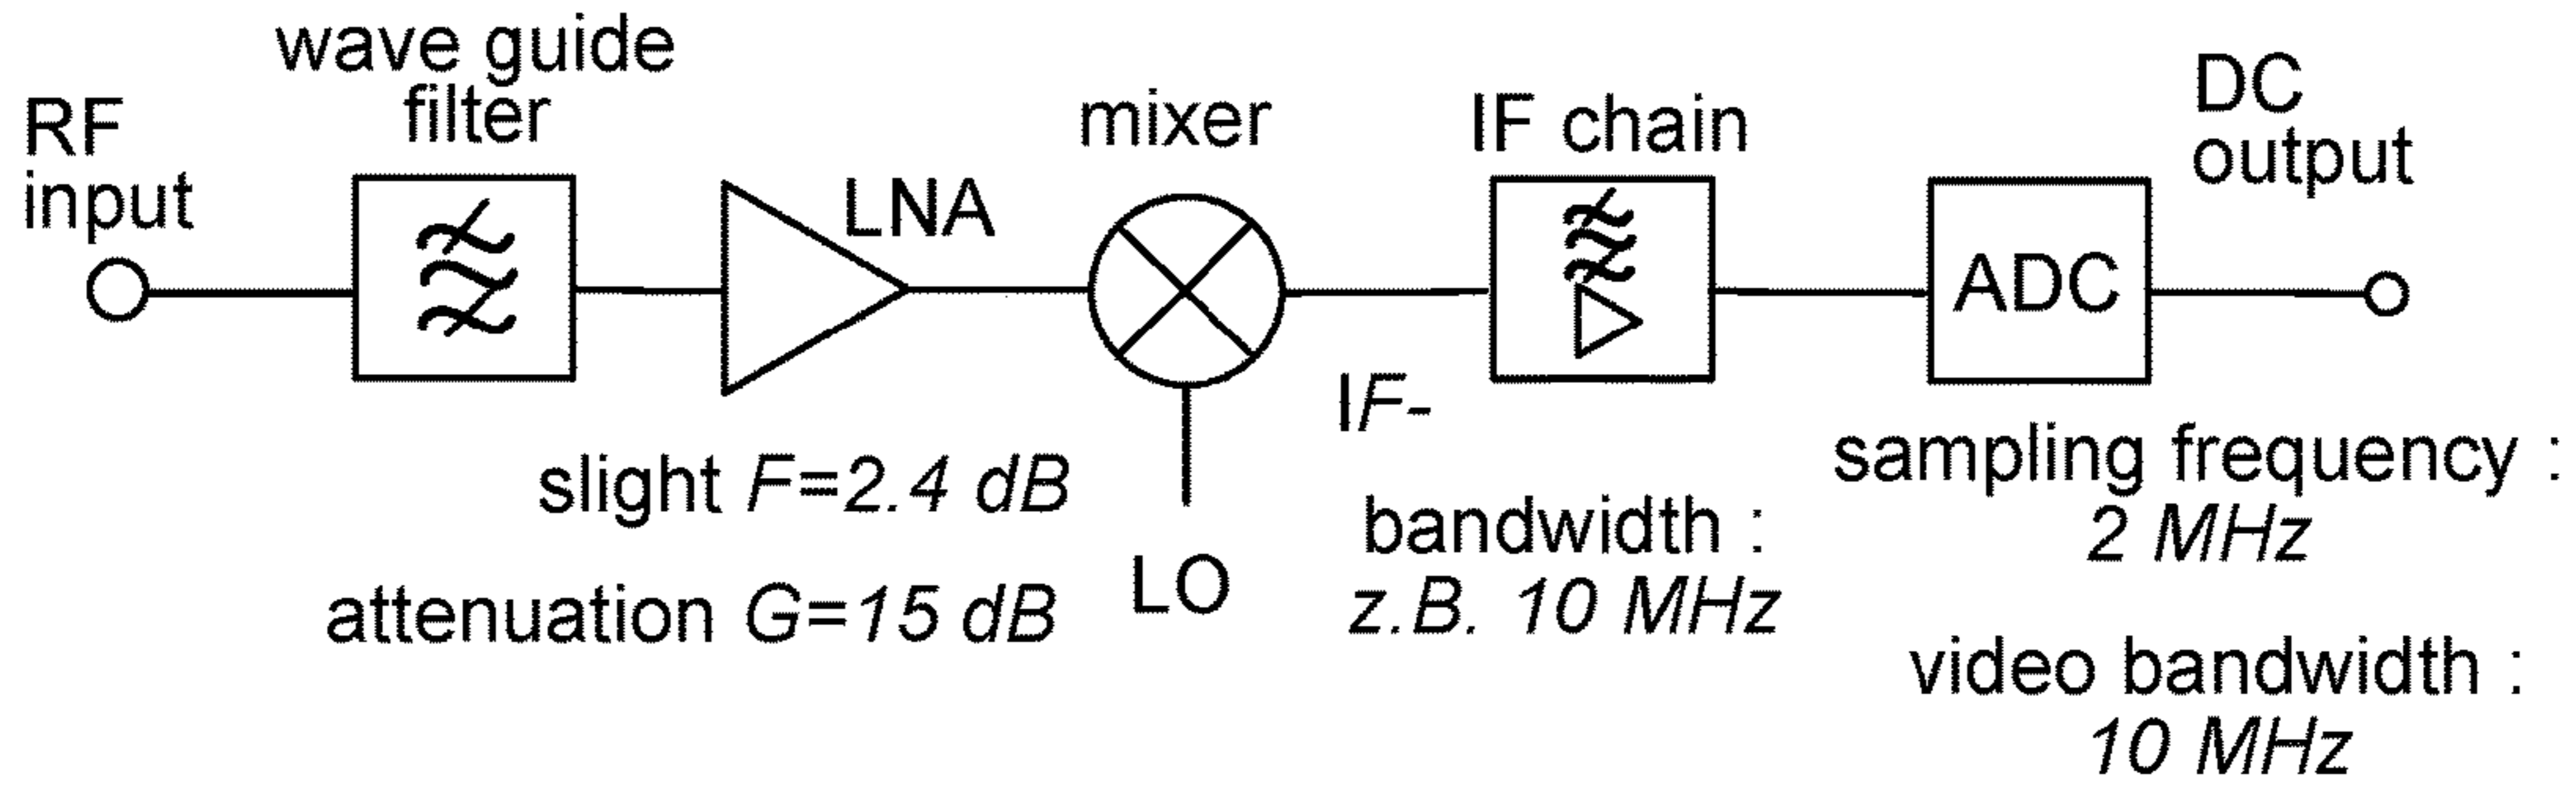 RF
input
wave guide
filter
LNA
mixer
IF chain
DC
output
ADC
slight F=2.4 dB
attenuation G=15 dB
LO
IF-
bandwidth :
z.B. 10 MHz
sampling frequency :
2 MHz
video bandwidth :
10 MHz